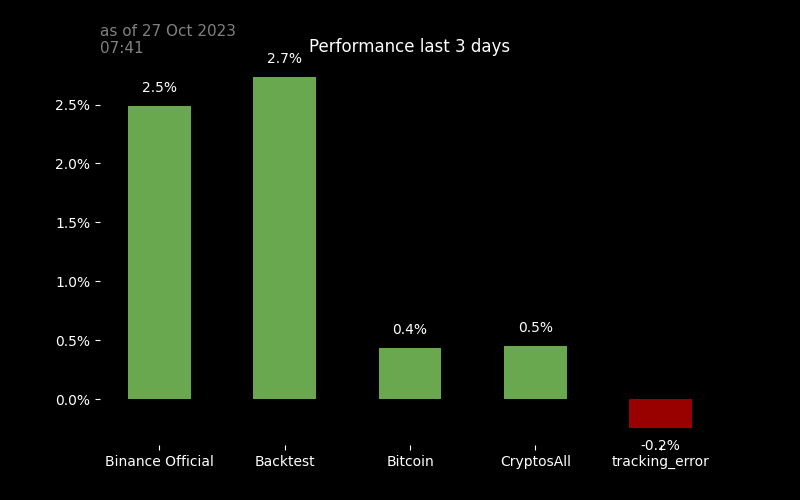 as of 27 Oct 2023
07:41
Performance last 3 days
2.5%
2.7%
0.4%
0.5%
-0.2%
2.5%
2.0%
1.5%
1.0%
0.5%
0.0%
Binance Official
Backtest
Bitcoin
CryptosAll
tracking_error